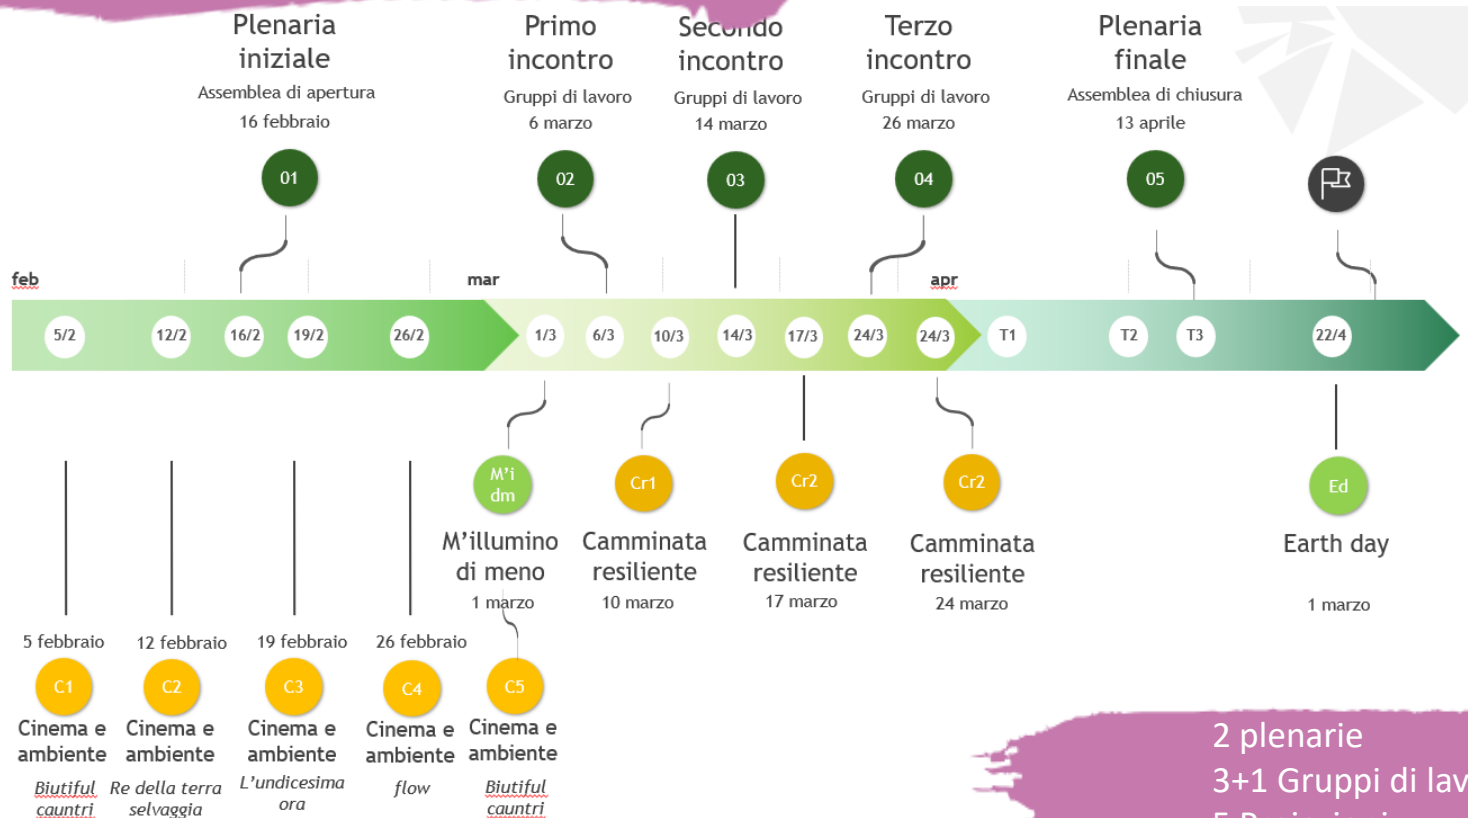 Plenaria
iniziale
Assemblea di apertura
16 febbraio
Primo
incontro
Gruppi di lavoro
6 marzo
Secondo
incontro
Gruppi di lavoro
14 marzo
Terzo
incontro
Gruppi di lavoro
26 marzo
Plenaria
finale
Assemblea di chiusura
13 aprile
01
02
03
04
05
feb
mar
apr
5/2
12/2
16/2
19/2
26/2
1/3
6/3
10/3
14/3
17/3
24/3
24/3
T1
T2
T3
22/4
M'i
dm
M'illumino
di meno
1 marzo
Cr1
Camminata
resiliente
10 marzo
Cr2
Camminata
resiliente
17 marzo
Cr2
Camminata
resiliente
24 marzo
Ed
Earth day
1 marzo
5 febbraio
C1
Cinema e
ambiente
Biutiful
cauntri
12 febbraio
C2
Cinema e
ambiente
Re della terra
selvaggia
19 febbraio
C3
Cinema e
ambiente
L'undicesima
ora
26 febbraio
C4
Cinema e
ambiente
flow
C5
Cinema e
ambiente
Biutiful
cauntri
2 plenarie
3+1 Gruppi di lav